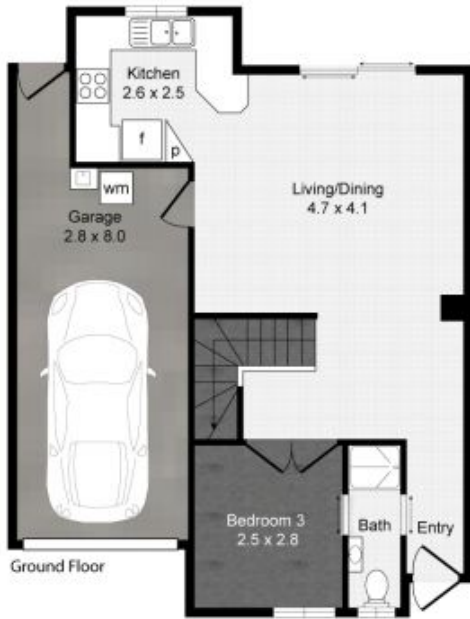 Kitchen
2.6 x 2.5
f
p
wm
Garage
2.8 x 8.0
Living/Dining
4.7 x 4.1
Bedroom 3
2.5 x 2.8
Bath
Entry
Ground Floor